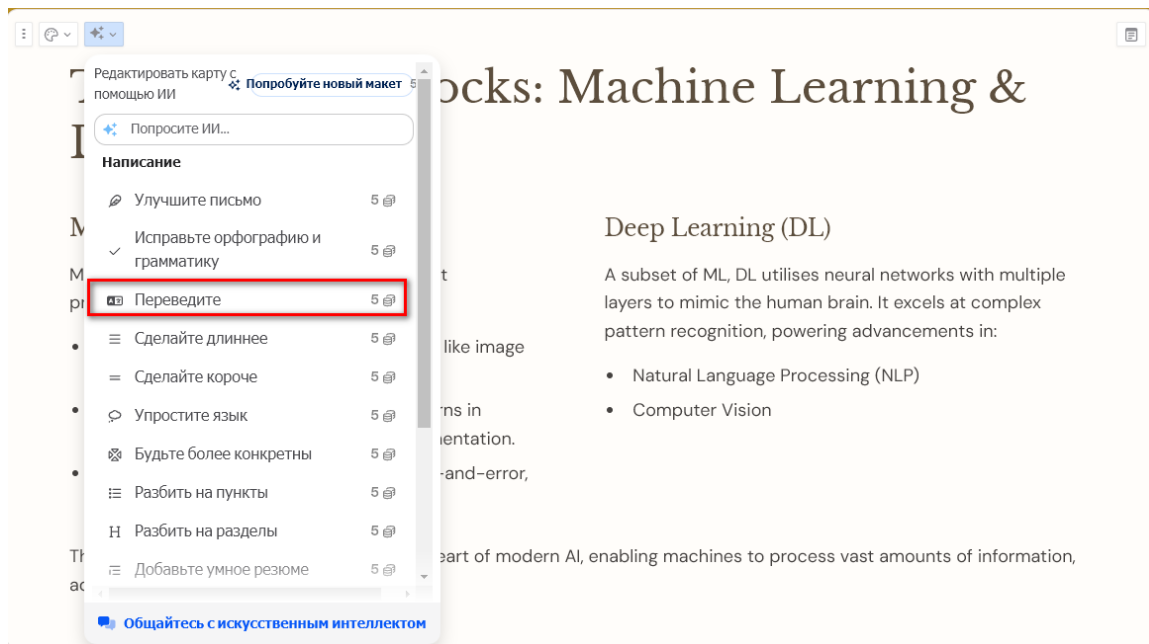 ocks: Machine Learning &
Редактировать карту с
помощью ИИ
Попробуйте новый макет
5
Попросите ИИ...
Написание
Улучшите письмо 5
Исправьте орфографию и
грамматику 5
Переведите 5
Сделайте длиннее 5
Сделайте короче 5
Упростите язык 5
Будьте более конкретны 5
Разбить на пункты 5
Разбить на разделы 5
Добавьте умное резюме 5
Общайтесь с искусственным интеллектом
M
M
t
pr
like image
rns in
entation.
-and-error,
Deep Learning (DL)
A subset of ML, DL utilises neural networks with multiple
layers to mimic the human brain. It excels at complex
pattern recognition, powering advancements in:
• Natural Language Processing (NLP)
• Computer Vision
Th
eart of modern AI, enabling machines to process vast amounts of information,
ac